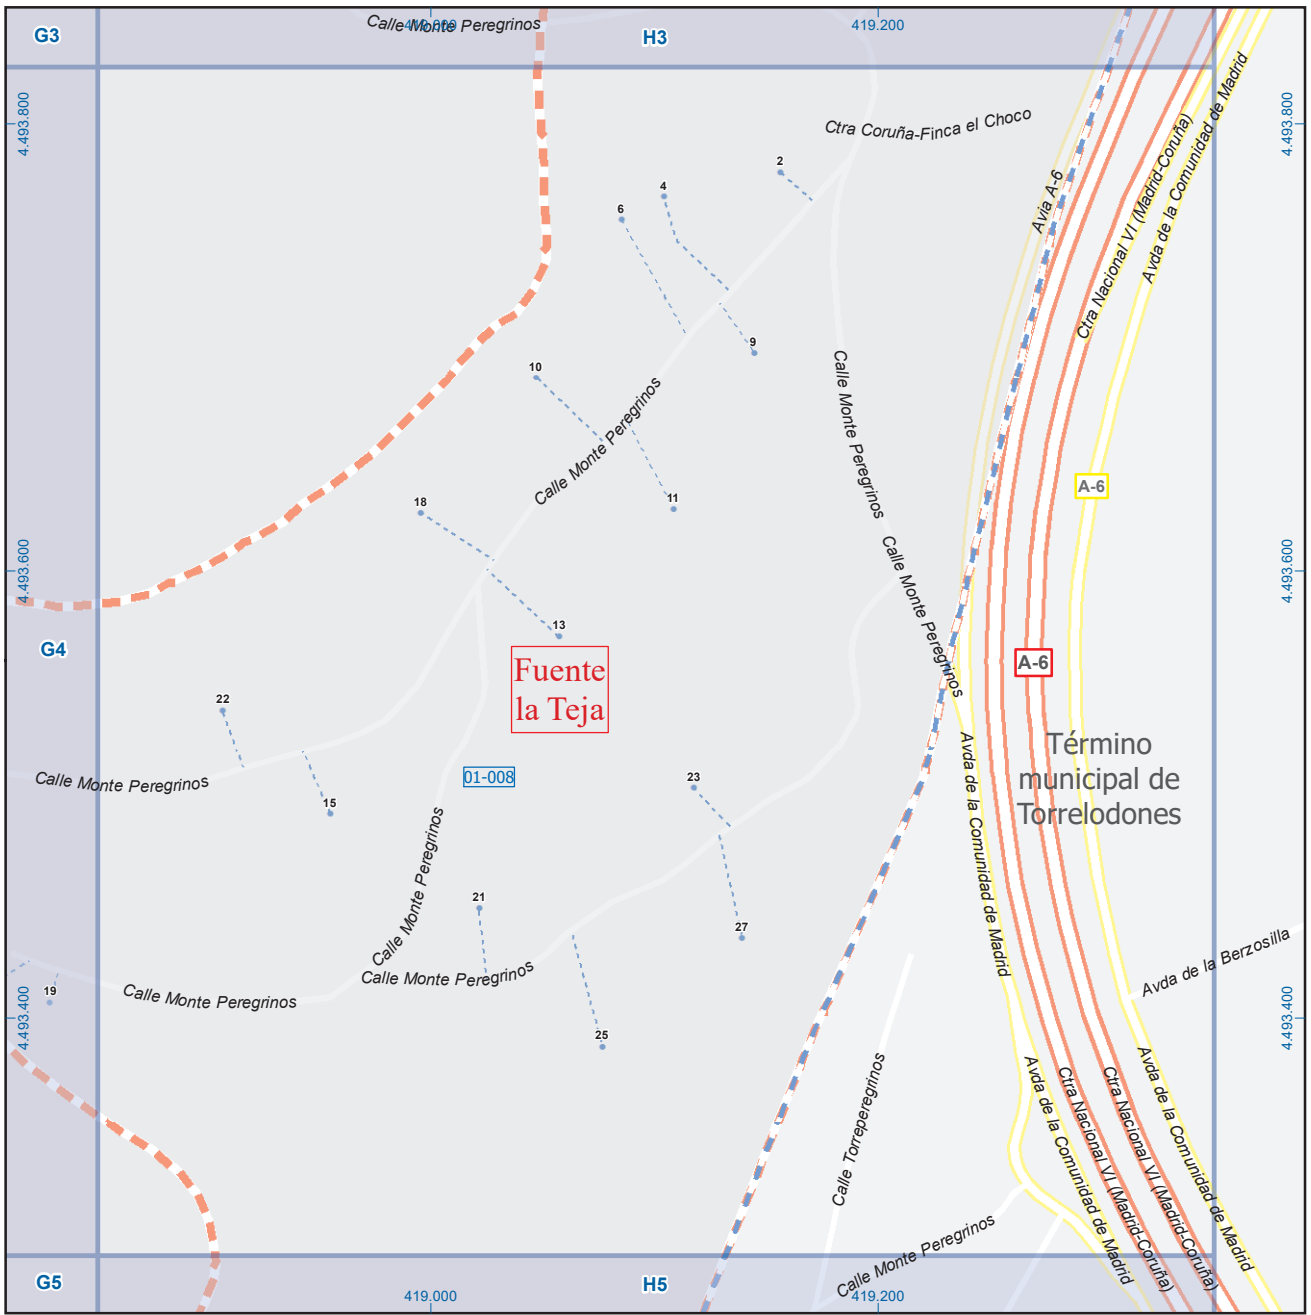 G3
Calle Monte Peregrinos
419.000
H3
419.200
4.493.800
4.493.800
Ctra Coruña-Finca el Choco
Avda de la Comunidad de Madrid
Ctra Nacional VI (Madrid-Coruña)
Avia A-6
2
4
6
9
10
Calle Monte Peregrinos
Calle Monte Peregrinos
11
18
A-6
4.493.600
4.493.600
Calle Monte Peregrinos
13
G4
Fuente
la Teja
A-6
22
Término
municipal de
Torrelodones
Calle Monte Peregrinos
01-008
23
15
Avda de la Comunidad de Madrid
Calle Monte Peregrinos
21
27
Avda de la Berzosilla
Calle Monte Peregrinos
19
Calle Monte Peregrinos
4.493.400
4.493.400
25
Calle Torreperegrinos
Avda de la Comunidad de Madrid
Ctra Nacional VI (Madrid-Coruña)
Ctra Nacional VI (Madrid-Coruña)
Avda de la Comunidad de Madrid
Calle Monte Peregrinos
G5
419.000
H5
419.200